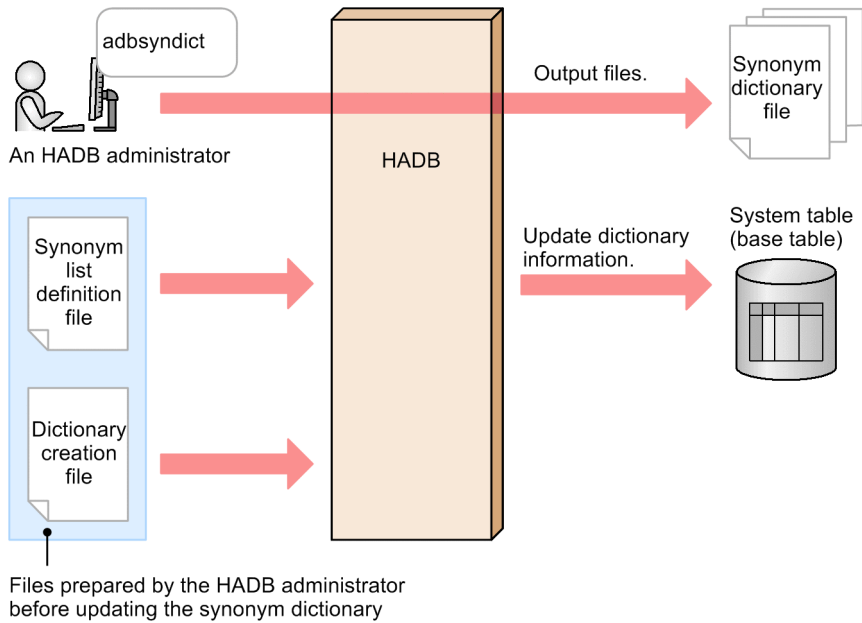 adbsyndict
An HADB administrator
HADB
Output files.
Synonym
dictionary
file
Synonym
list
definition
file
Update dictionary
information.
System table
(base table)
Dictionary
creation
file
Files prepared by the HADB administrator
before updating the synonym dictionary